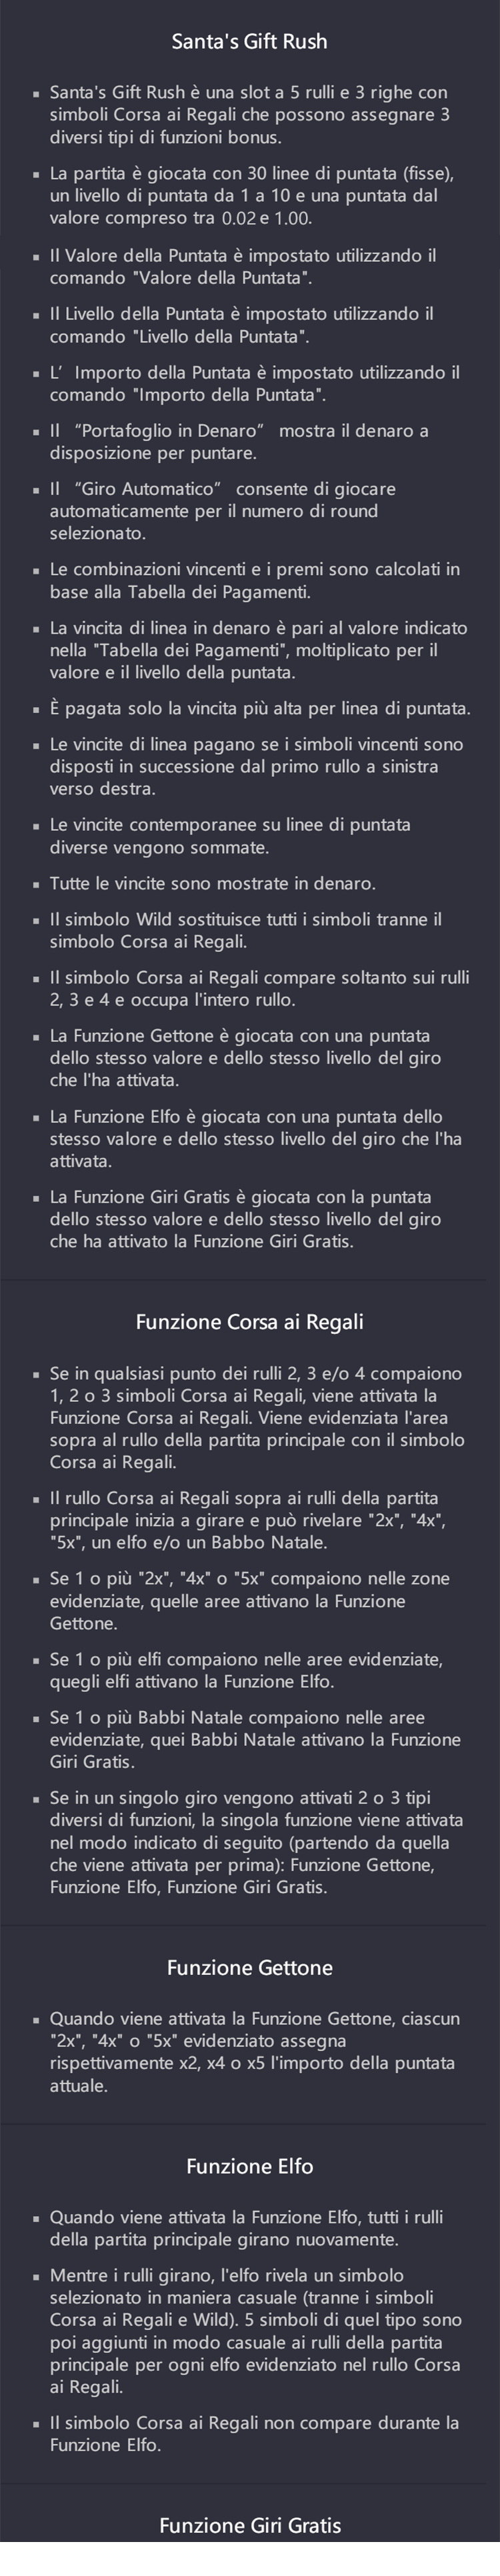 Santa's Gift Rush
▪ Santa's Gift Rush è una slot a 5 rulli e 3 righe con
simboli Corsa ai Regali che possono assegnare 3
diversi tipi di funzioni bonus.
▪ La partita è giocata con 30 linee di puntata (fisse),
un livello di puntata da 1 a 10 e una puntata dal
valore compreso tra 0.02 e 1.00.
▪ Il Valore della Puntata è impostato utilizzando il
comando "Valore della Puntata".
▪ Il Livello della Puntata è impostato utilizzando il
comando "Livello della Puntata".
▪ L’ Importo della Puntata è impostato utilizzando il
comando "Importo della Puntata".
▪ Il “Portafoglio in Denaro” mostra il denaro a
disposizione per puntare.
▪ Il “Giro Automatico” consente di giocare
automaticamente per il numero di round
selezionato.
▪ Le combinazioni vincenti e i premi sono calcolati in
base alla Tabella dei Pagamenti.
▪ La vincita di linea in denaro è pari al valore indicato
nella "Tabella dei Pagamenti", moltiplicato per il
valore e il livello della puntata.
▪ È pagata solo la vincita più alta per linea di puntata.
▪ Le vincite di linea pagano se i simboli vincenti sono
disposti in successione dal primo rullo a sinistra
verso destra.
▪ Le vincite contemporanee su linee di puntata
diverse vengono sommate.
▪ Tutte le vincite sono mostrate in denaro.
▪ Il simbolo Wild sostituisce tutti i simboli tranne il
simbolo Corsa ai Regali.
▪ Il simbolo Corsa ai Regali compare soltanto sui rulli
2, 3 e 4 e occupa l'intero rullo.
▪ La Funzione Gettone è giocata con una puntata
dello stesso valore e dello stesso livello del giro
che l'ha attivata.
▪ La Funzione Elfo è giocata con una puntata dello
stesso valore e dello stesso livello del giro che l'ha
attivata.
▪ La Funzione Giri Gratis è giocata con la puntata
dello stesso valore e dello stesso livello del giro
che ha attivato la Funzione Giri Gratis.
Funzione Corsa ai Regali
▪ Se in qualsiasi punto dei rulli 2, 3 e/o 4 compaiono
1, 2 o 3 simboli Corsa ai Regali, viene attivata la
Funzione Corsa ai Regali. Viene evidenziata l'area
sopra al rullo della partita principale con il simbolo
Corsa ai Regali.
▪ Il rullo Corsa ai Regali sopra ai rulli della partita
principale inizia a girare e può rivelare "2x", "4x",
"5x", un elfo e/o un Babbo Natale.
▪ Se 1 o più "2x", "4x" o "5x" compaiono nelle zone
evidenziate, quelle aree attivano la Funzione
Gettone.
▪ Se 1 o più elfi compaiono nelle aree evidenziate,
quegli elfi attivano la Funzione Elfo.
▪ Se 1 o più Babbi Natale compaiono nelle aree
evidenziate, quei Babbi Natale attivano la Funzione
Giri Gratis.
▪ Se in un singolo giro vengono attivati 2 o 3 tipi
diversi di funzioni, la singola funzione viene attivata
nel modo indicato di seguito (partendo da quella
che viene attivata per prima): Funzione Gettone,
Funzione Elfo, Funzione Giri Gratis.
Funzione Gettone
▪ Quando viene attivata la Funzione Gettone, ciascun
"2x", "4x" o "5x" evidenziato assegna
rispettivamente x2, x4 o x5 l'importo della puntata
attuale.
Funzione Elfo
▪ Quando viene attivata la Funzione Elfo, tutti i rulli
della partita principale girano nuovamente.
▪ Mentre i rulli girano, l'elfo rivela un simbolo
selezionato in maniera casuale (tranne i simboli
Corsa ai Regali e Wild). 5 simboli di quel tipo sono
poi aggiunti in modo casuale ai rulli della partita
principale per ogni elfo evidenziato nel rullo Corsa
ai Regali.
▪ Il simbolo Corsa ai Regali non compare durante la
Funzione Elfo.
Funzione Giri Gratis